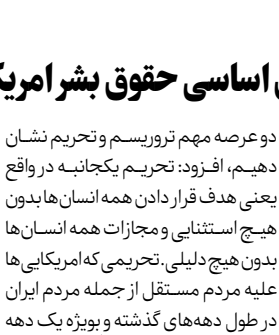 اساسی حقوق بشر امریک
دو عرصه مهم تروریسم و تحریم نشان
دهیم، افزود: تحریم یکجانبه در واقع
یعنی هدف قرار دادن همه انسان‌ها بدون
هیچ استثنایی و مجازات همه انسان‌ها
بدون هیچ دلیلی. تحریمی که امریکایی‌ها
علیه مردم مستقل از جمله مردم ایران
در طول دهه‌های گذشته و بویژه یک دهه